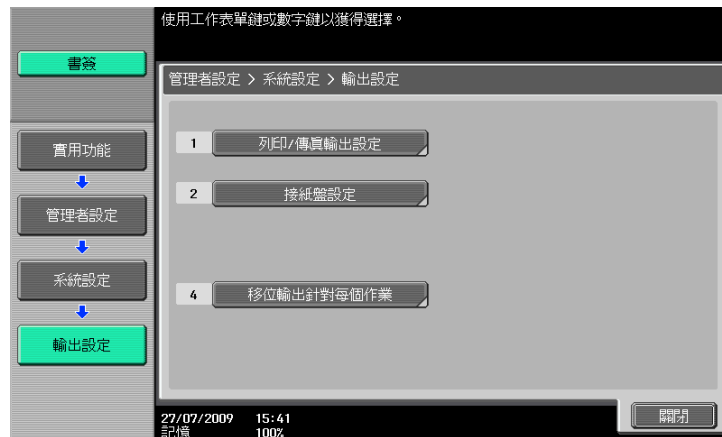 使用工作表單鍵或數字鍵以獲得選擇。
書簽
管理者設定 > 系統設定 > 輸出設定
實用功能
管理者設定
系統設定
輸出設定
1 列印/傳真輸出設定
2 接紙盤設定
4 移位輸出針對每個作業
27/07/2009 15:41
記憶 100%
關閉